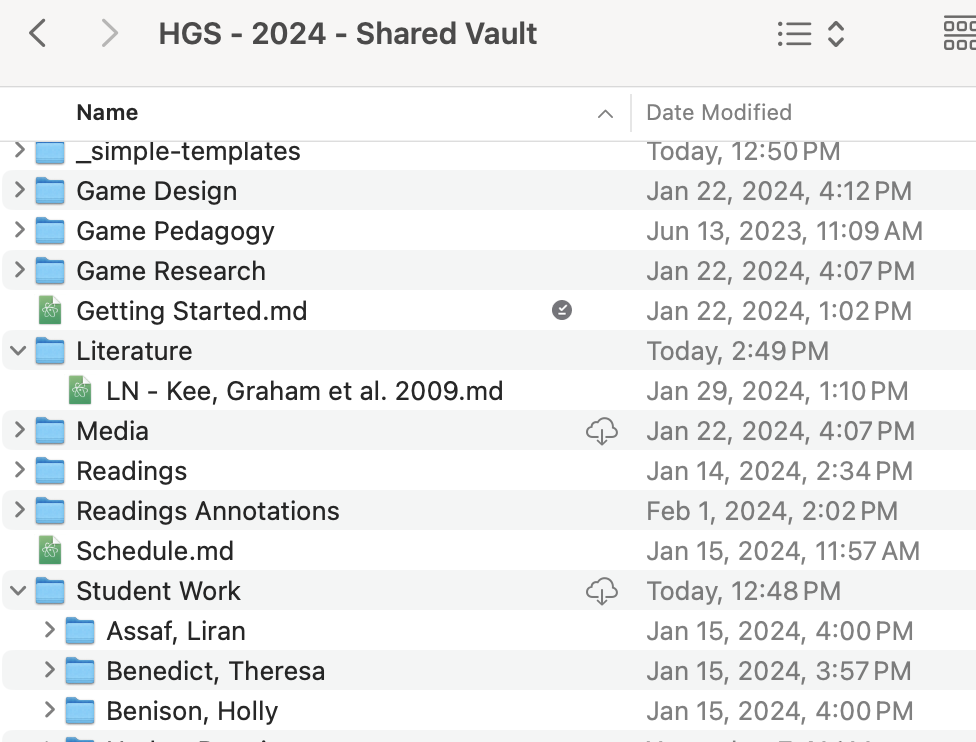 HGS - 2024 - Shared Vault
Name Date Modified
_simple-templates Today, 12:50 PM
Game Design Jan 22, 2024, 4:12 PM
Game Pedagogy Jun 13, 2023, 11:09 AM
Game Research Jan 22, 2024, 4:07 PM
Getting Started.md Jan 22, 2024, 1:02 PM
Literature Today, 2:49 PM
LN - Kee, Graham et al. 2009.md Jan 29, 2024, 1:10 PM
Media Jan 22, 2024, 4:07 PM
Readings Jan 14, 2024, 2:34 PM
Readings Annotations Feb 1, 2024, 2:02 PM
Schedule.md Jan 15, 2024, 11:57 AM
Student Work Today, 12:48 PM
Assaf, Liran Jan 15, 2024, 4:00 PM
Benedict, Theresa Jan 15, 2024, 3:57 PM
Benison, Holly Jan 15, 2024, 4:00 PM